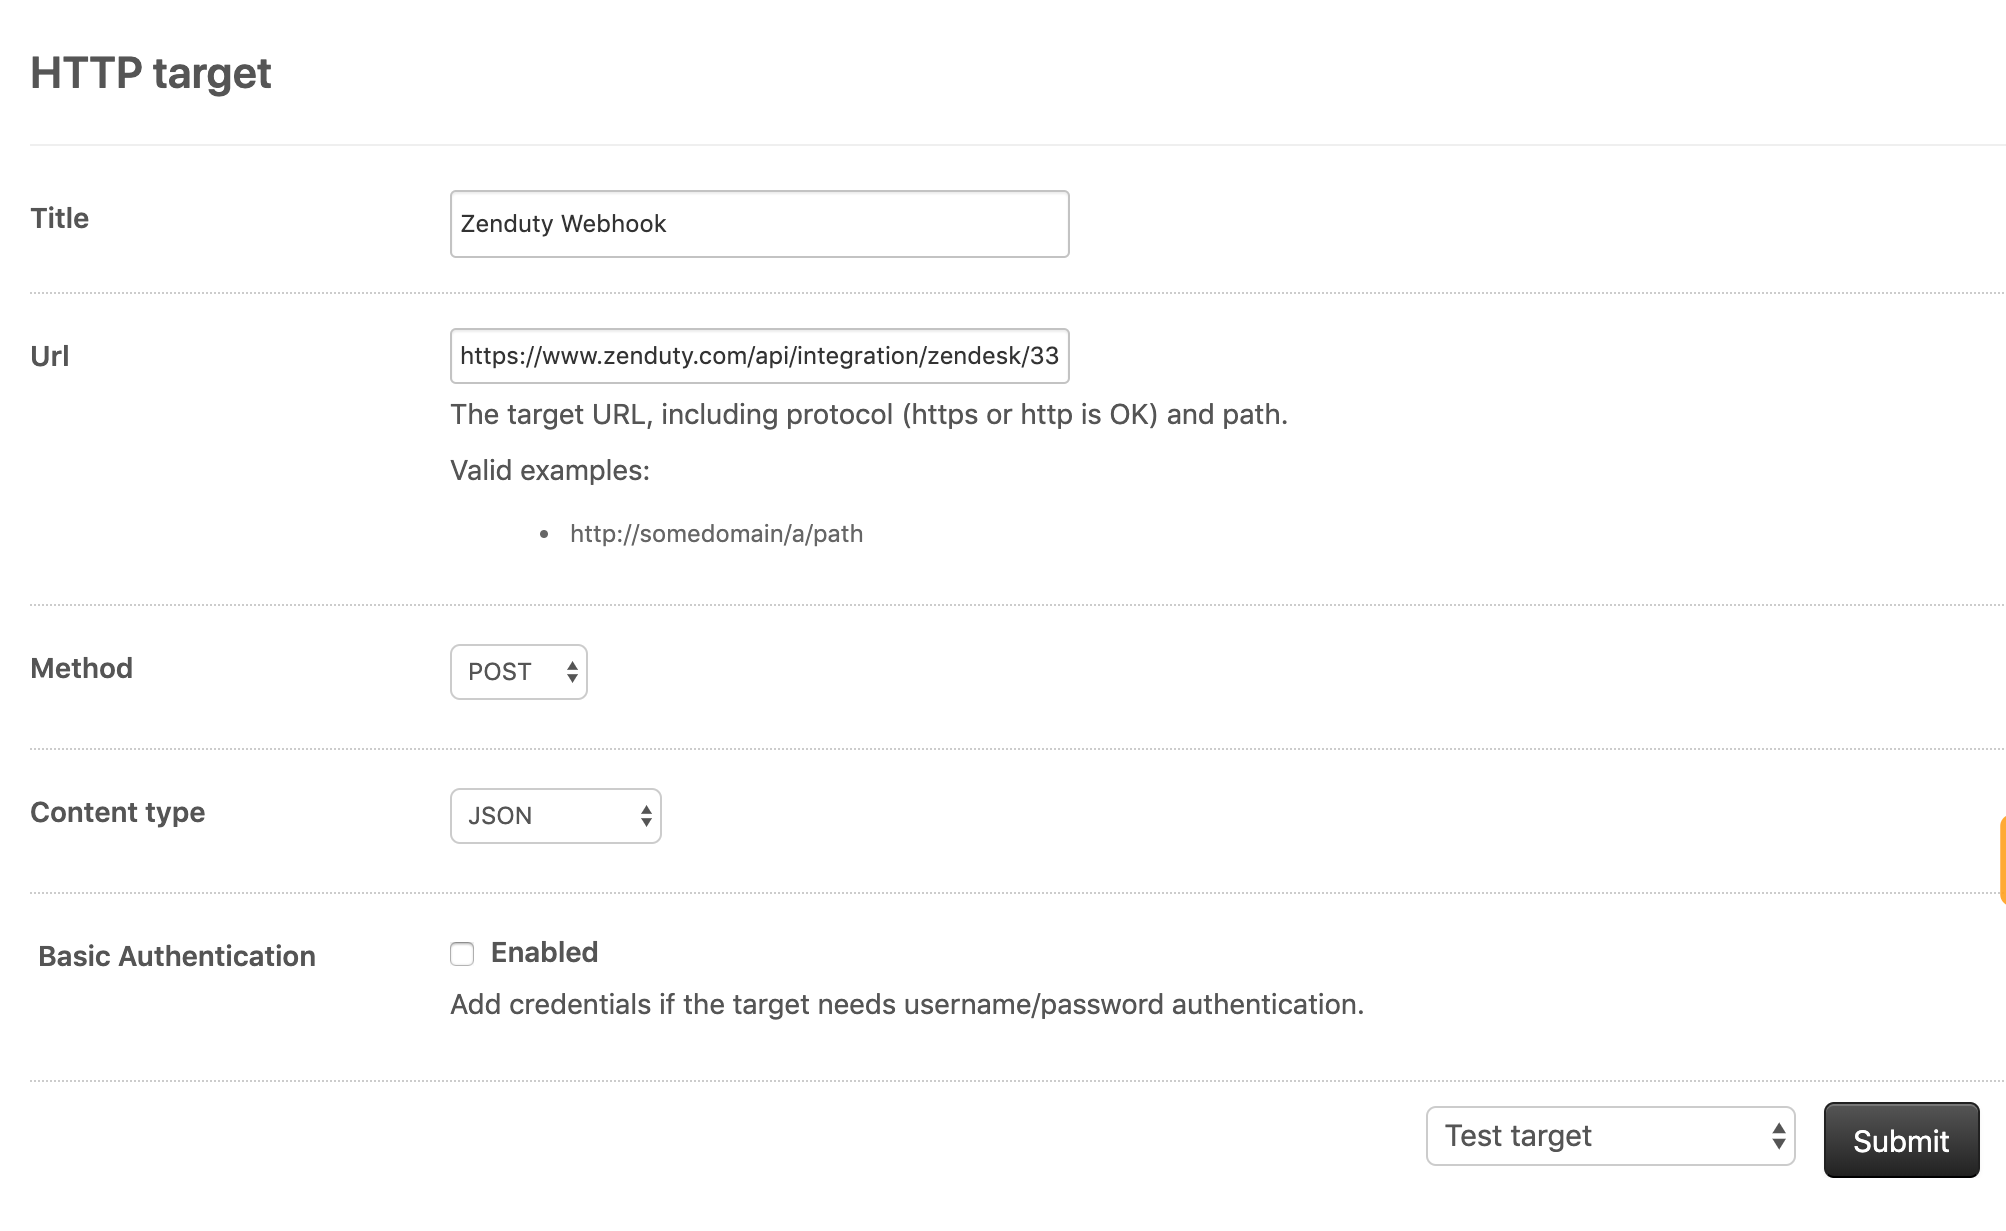 HTTP target
Title
Zenduty Webhook
Url
https://www.zenduty.com/api/integration/zendesk/33
The target URL, including protocol (https or http is OK) and path.
Valid examples:
• http://somedomain/a/path
Method
POST
Content type
JSON
Basic Authentication
Enabled
Add credentials if the target needs username/password authentication.
Test target
Submit